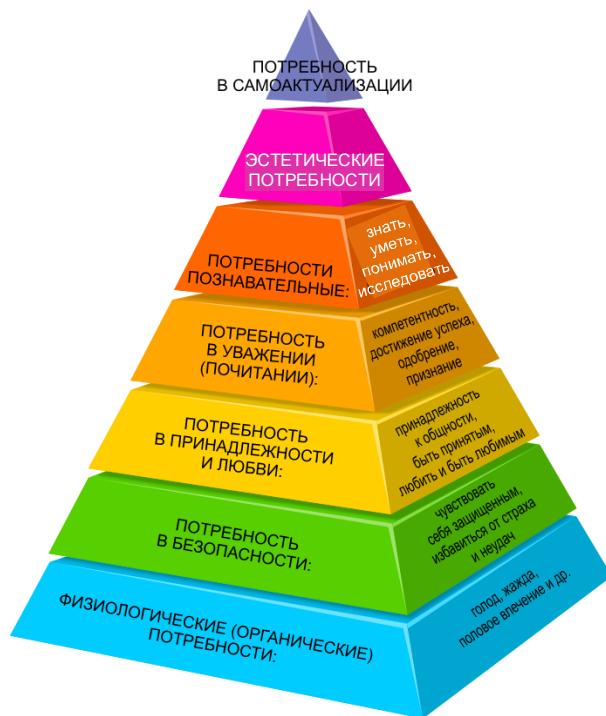 ПОТРЕБНОСТЬ
В САМОАКТУАЛИЗАЦИИ
ЭСТЕТИЧЕСКИЕ
ПОТРЕБНОСТИ
ПОТРЕБНОСТИ
ПОЗНАВАТЕЛЬНЫЕ:
знать,
уметь,
понимать,
исследовать
ПОТРЕБНОСТЬ
В УВАЖЕНИИ
(ПОЧИТАНИИ):
компетентность,
достижение успеха,
одобрение,
признание
ПОТРЕБНОСТЬ
В ПРИНАДЛЕЖНОСТИ
И ЛЮБВИ:
принадлежность
к общности,
быть принятым,
любить и быть любимым
ПОТРЕБНОСТЬ
В БЕЗОПАСНОСТИ:
чувствовать
себя защищенным,
избавиться от страха
и неудач
ФИЗИОЛОГИЧЕСКИЕ (ОРГАНИЧЕСКИЕ)
ПОТРЕБНОСТИ:
голод, жажда,
половое влечение и др.